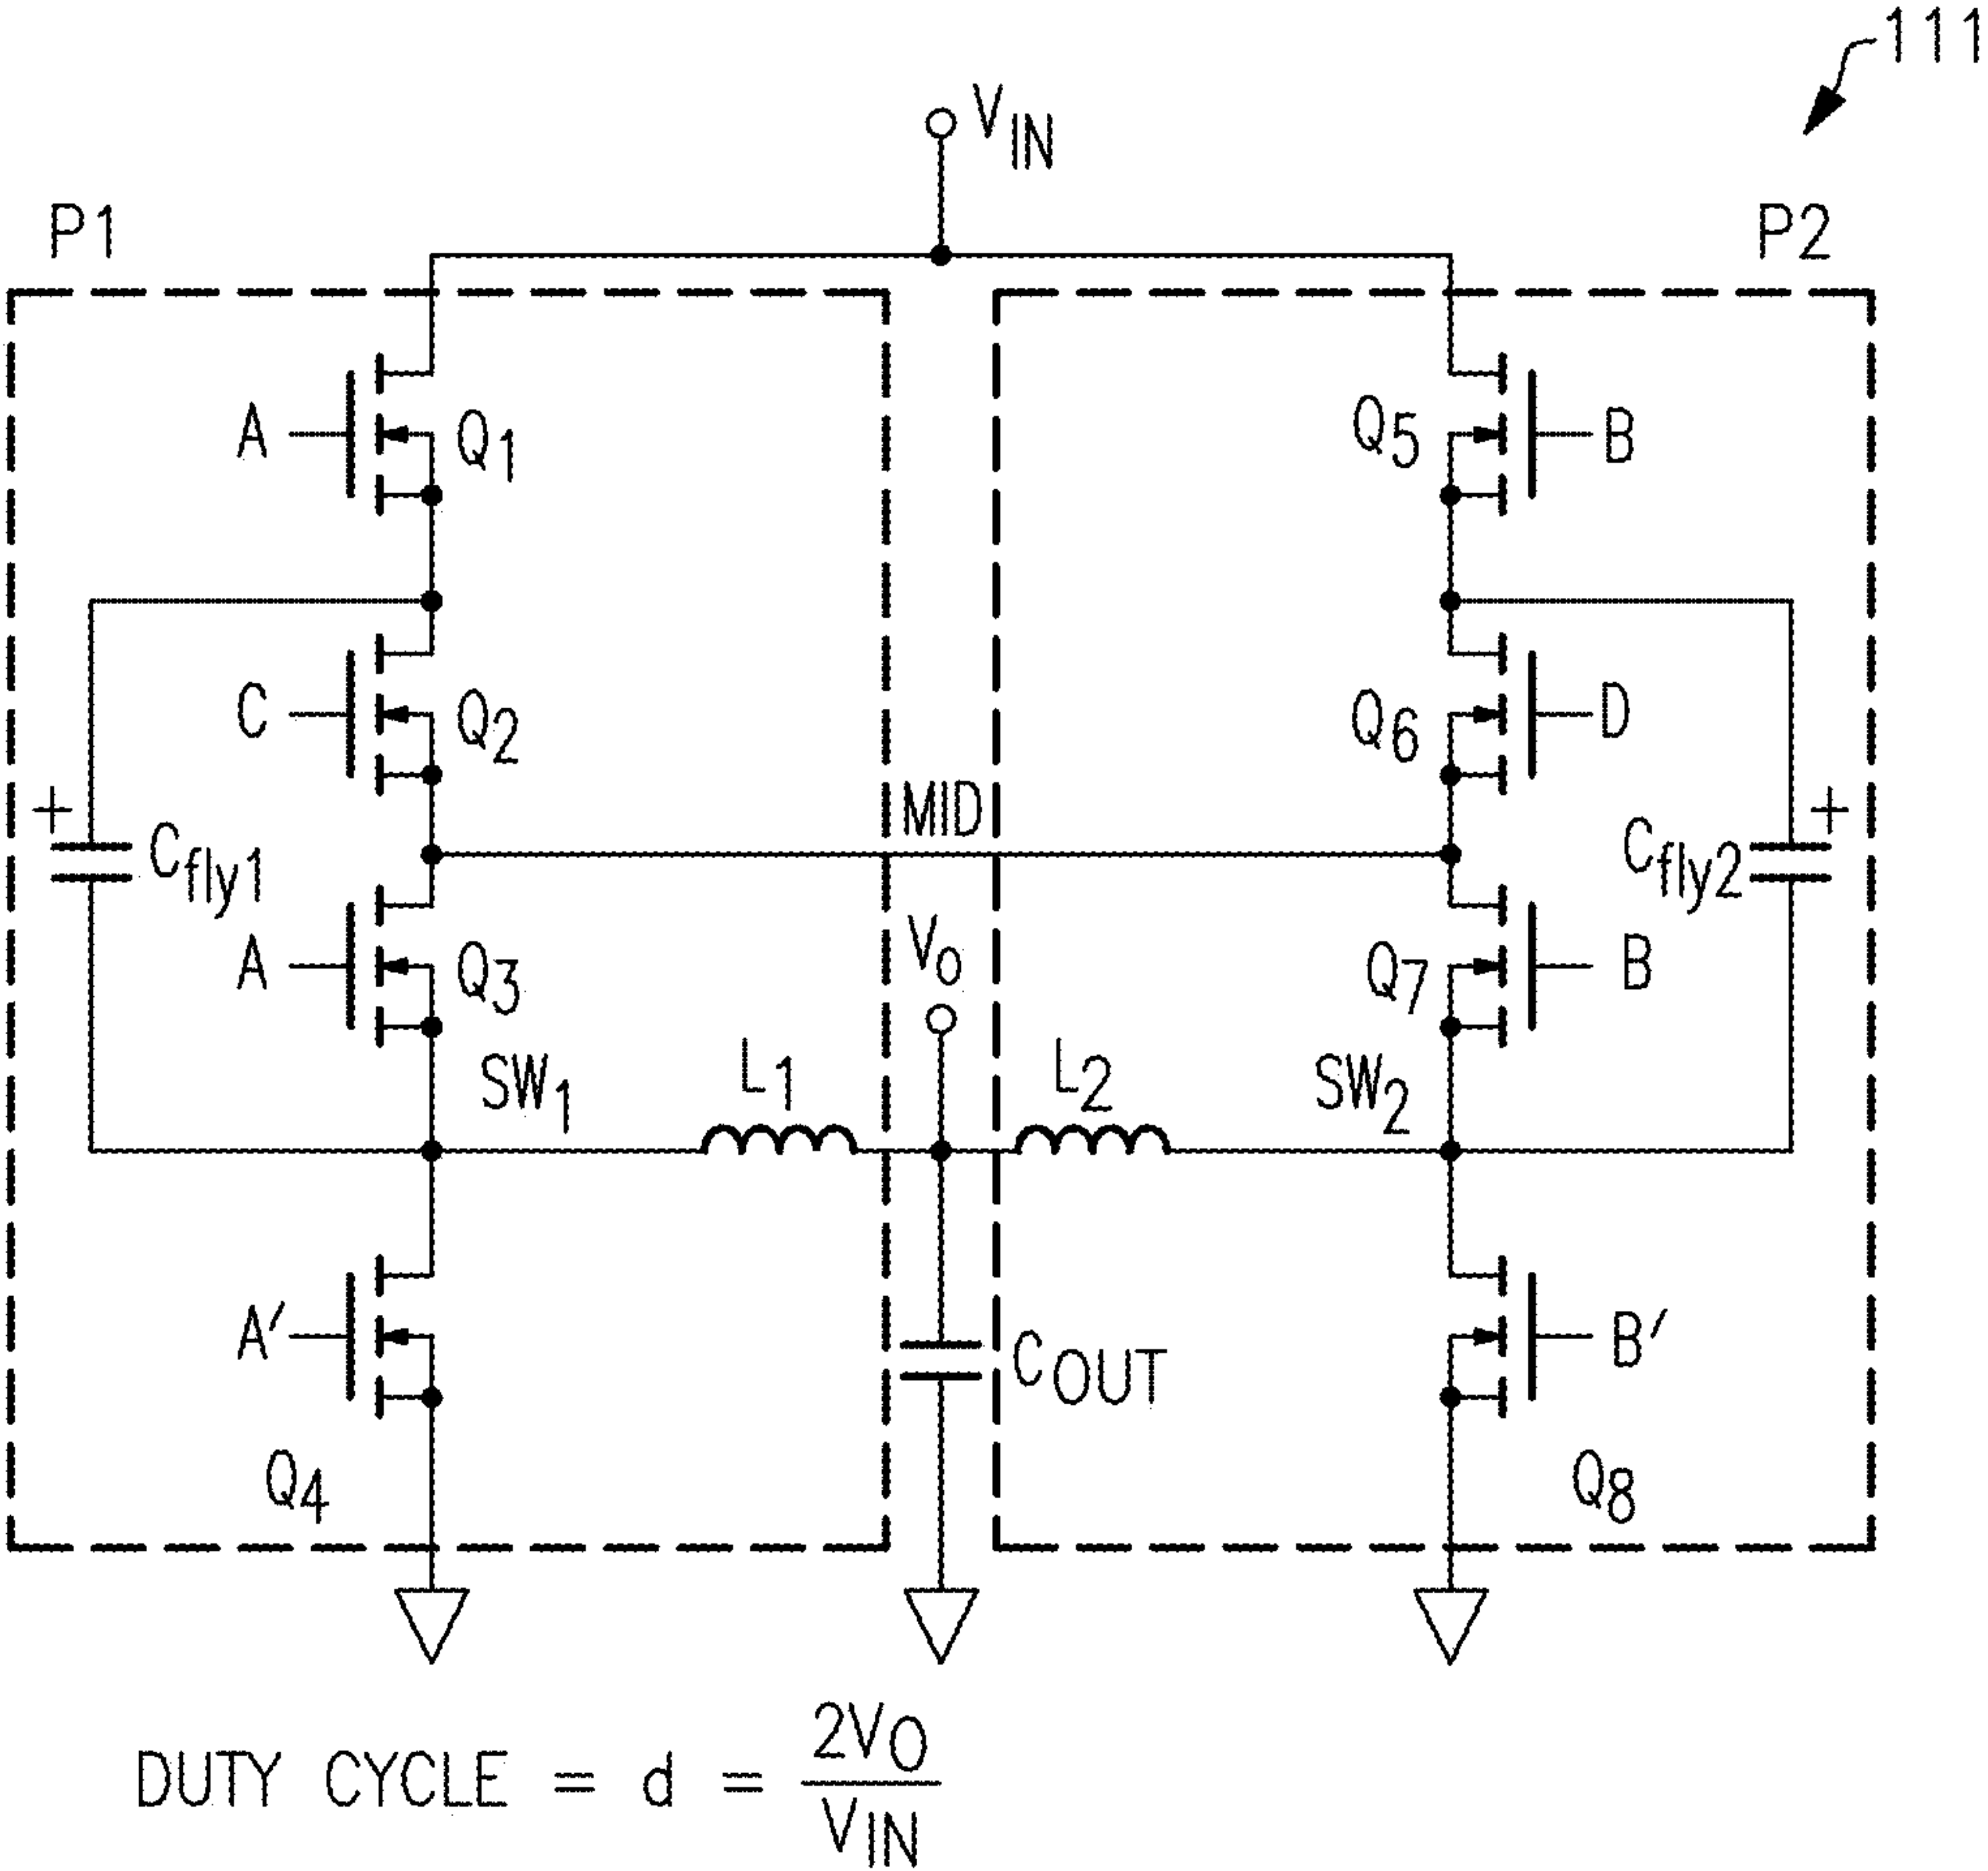 111
V_IN
P1
P2
A
Q1
Q5
B
C
Q2
Q6
D
MID
+
C_fly1
C_fly2
+
A
Q3
V_O
Q7
B
SW1
L1
L2
SW2
A′
C_OUT
B′
Q4
Q8
DUTY CYCLE = d = 2V_O / V_IN